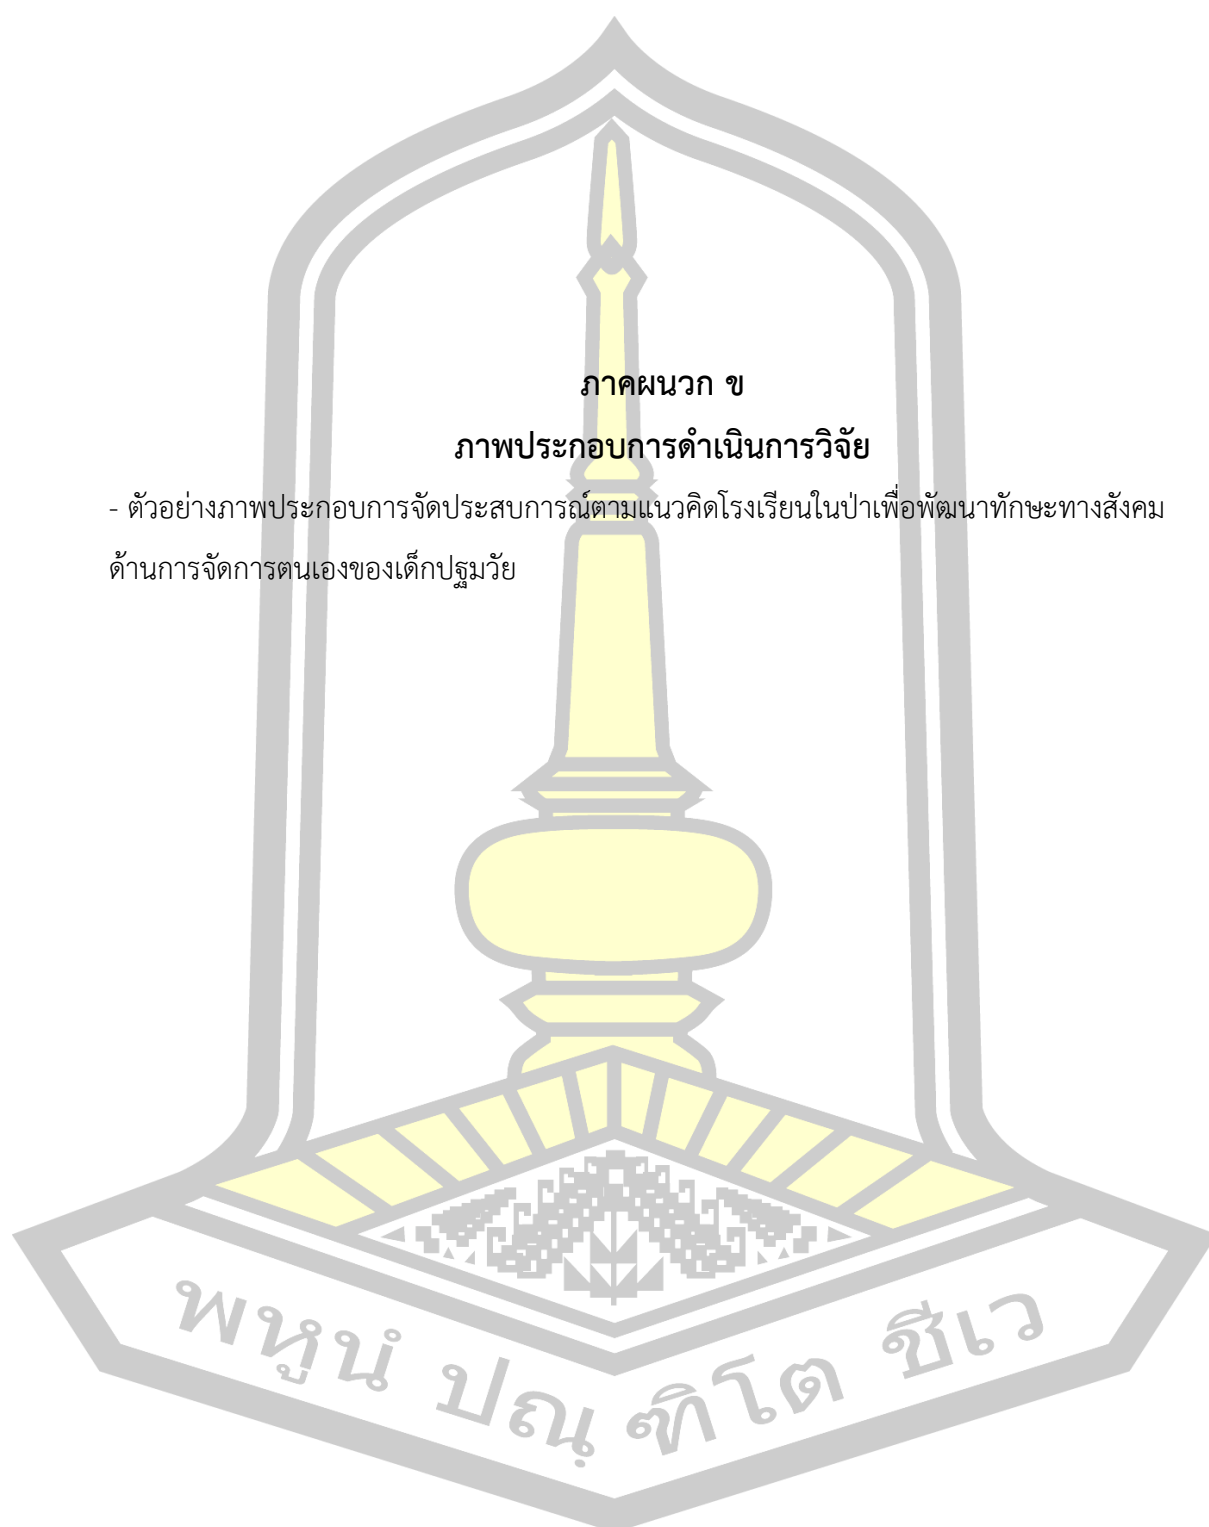 ภาคผนวก ข
ภาพประกอบการดำเนินการวิจัย
- ตัวอย่างภาพประกอบการจัดประสบการณ์ตามแนวคิดโรงเรียนในป่าเพื่อพัฒนาทักษะทางสังคม
ด้านการจัดการตนเองของเด็กปฐมวัย
พหูนํ ปณฺฑิโต ชีเว